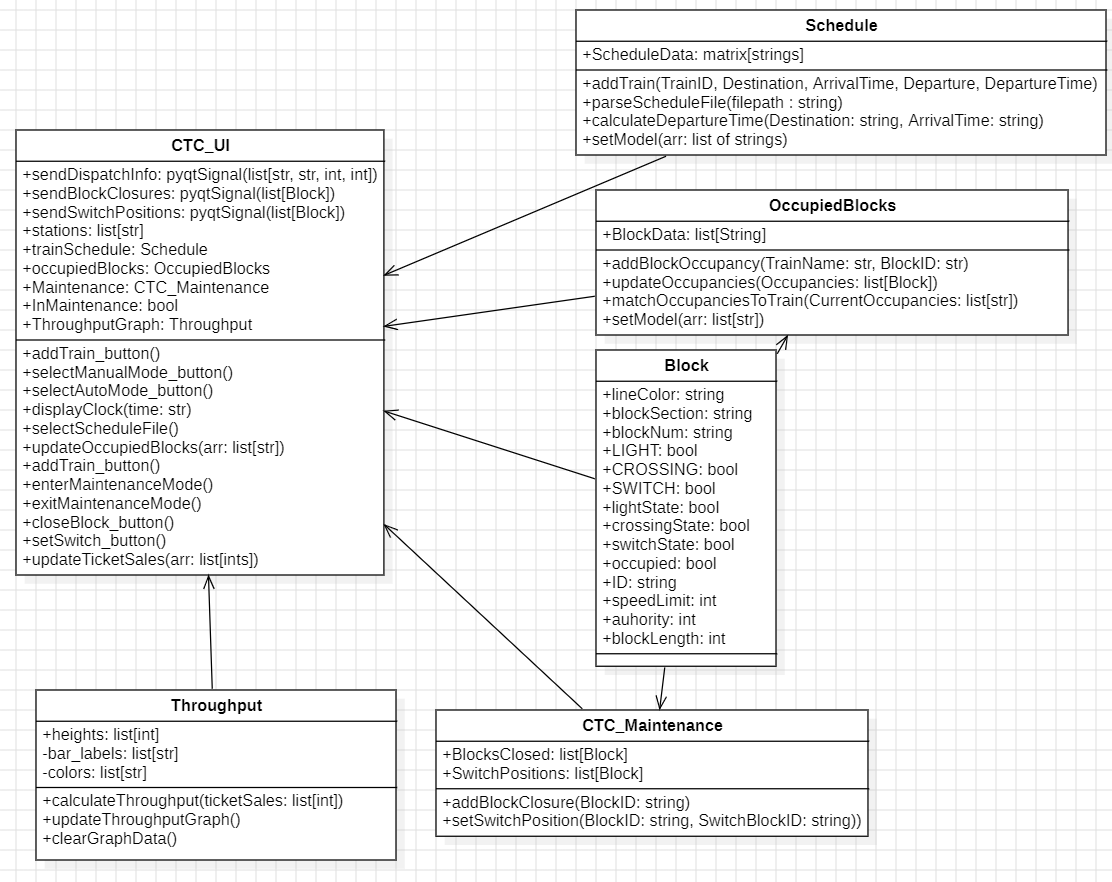 Schedule
+ScheduleData: matrix[strings]
+addTrain(TrainID, Destination, ArrivalTime, Departure, DepartureTime)
+parseScheduleFile(filepath : string)
+calculateDepartureTime(Destination: string, ArrivalTime: string)
+setModel(arr: list of strings)
CTC_UI
+sendDispatchInfo: pyqtSignal(list[str, str, int, int])
+sendBlockClosures: pyqtSignal(list[Block])
+sendSwitchPositions: pyqtSignal(list[Block])
+stations: list[str]
+trainSchedule: Schedule
+occupiedBlocks: OccupiedBlocks
+Maintenance: CTC_Maintenance
+InMaintenance: bool
+ThroughputGraph: Throughput
+addTrain_button()
+selectManualMode_button()
+selectAutoMode_button()
+displayClock(time: str)
+selectScheduleFile()
+updateOccupiedBlocks(arr: list[str])
+addTrain_button()
+enterMaintenanceMode()
+exitMaintenanceMode()
+closeBlock_button()
+setSwitch_button()
+updateTicketSales(arr: list[ints])
OccupiedBlocks
+BlockData: list[String]
+addBlockOccupancy(TrainName: str, BlockID: str)
+updateOccupancies(Occupancies: list[Block])
+matchOccupanciesToTrain(CurrentOccupancies: list[str])
+setModel(arr: list[str])
Block
+lineColor: string
+blockSection: string
+blockNum: string
+LIGHT: bool
+CROSSING: bool
+SWITCH: bool
+lightState: bool
+crossingState: bool
+switchState: bool
+occupied: bool
+ID: string
+speedLimit: int
+auhority: int
+blockLength: int
Throughput
+heights: list[int]
-bar_labels: list[str]
-colors: list[str]
+calculateThroughput(ticketSales: list[int])
+updateThroughputGraph()
+clearGraphData()
CTC_Maintenance
+BlocksClosed: list[Block]
+SwitchPositions: list[Block]
+addBlockClosure(BlockID: string)
+setSwitchPosition(BlockID: string, SwitchBlockID: string))